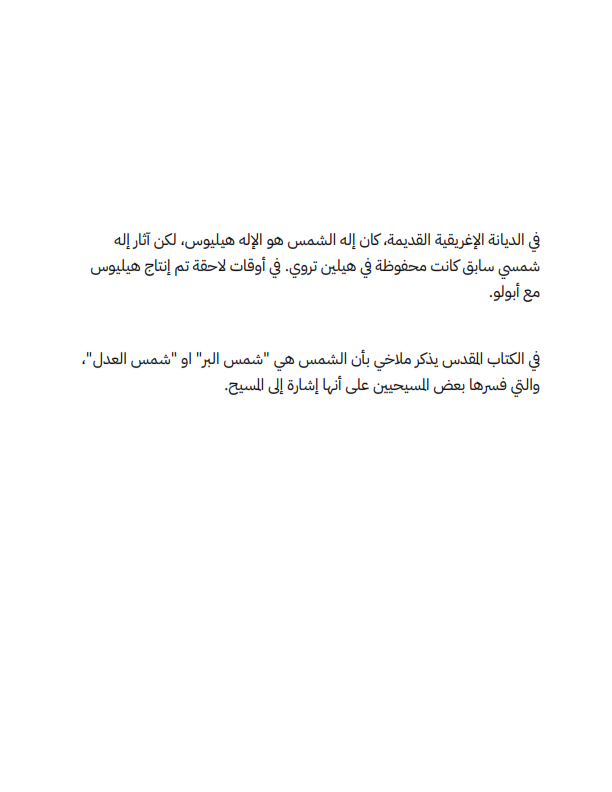 في الديانة الإغريقية القديمة، كان إله الشمس هو الإله هيليوس، لكن آثار إله
شمسي سابق كانت محفوظة في هيلين تروي. في أوقات لاحقة تم إنتاج هيليوس
مع أبولو.
في الكتاب المقدس يذكر ملاخي بأن الشمس هي "شمس البر" او "شمس العدل"،
والتي فسرها بعض المسيحيين على أنها إشارة إلى المسيح.